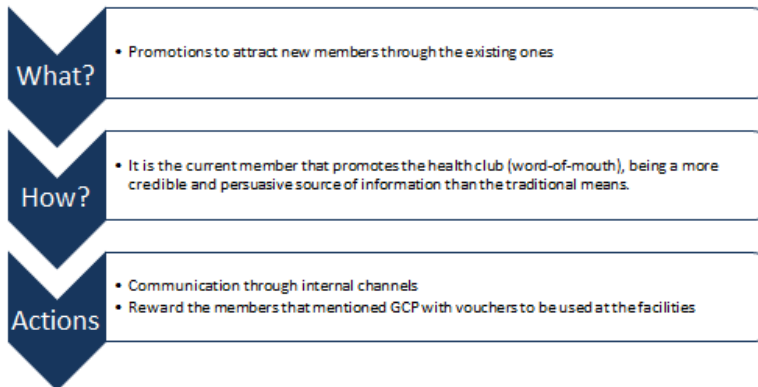 What?
• Promotions to attract new members through the existing ones
How?
• It is the current member that promotes the health club (word-of-mouth), being a more
credible and persuasive source of information than the traditional means.
Actions
• Communication through internal channels
• Reward the members that mentioned GCP with vouchers to be used at the facilities